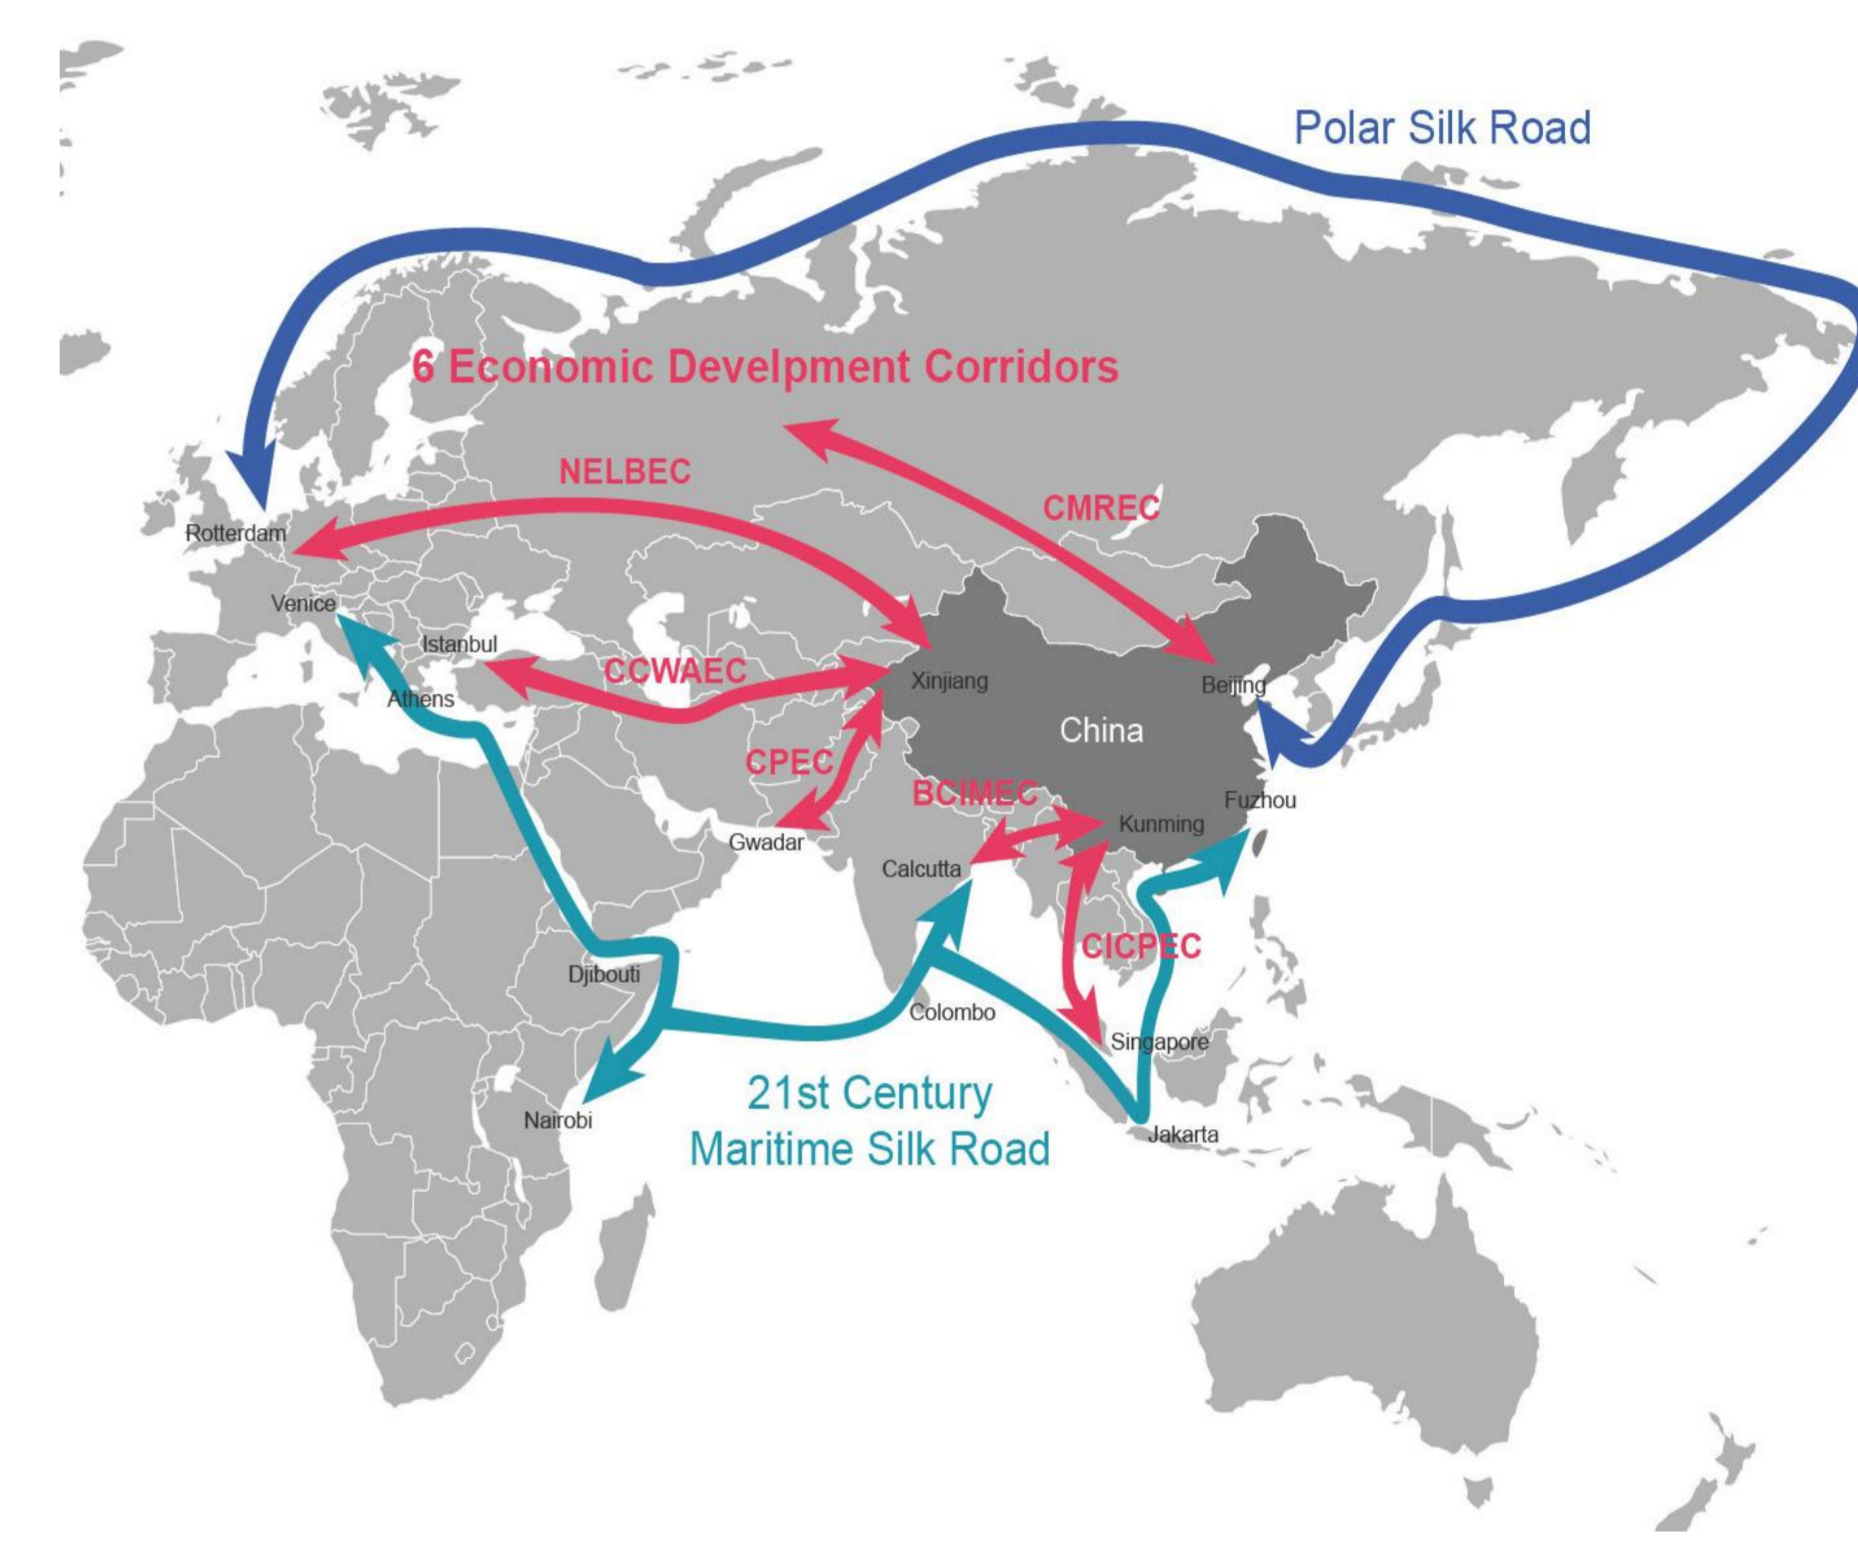 Polar Silk Road
6 Economic Develpment Corridors
NELBEC
CMREC
Rotterdam
Venice
Istanbul
CCWAEC
Xinjiang
Beijing
Athens
China
CPEC
BCIMEC
Fuzhou
Kunming
Gwadar
Calcutta
CICPEC
Djibouti
Colombo
Singapore
21st Century
Maritime Silk Road
Nairobi
Jakarta